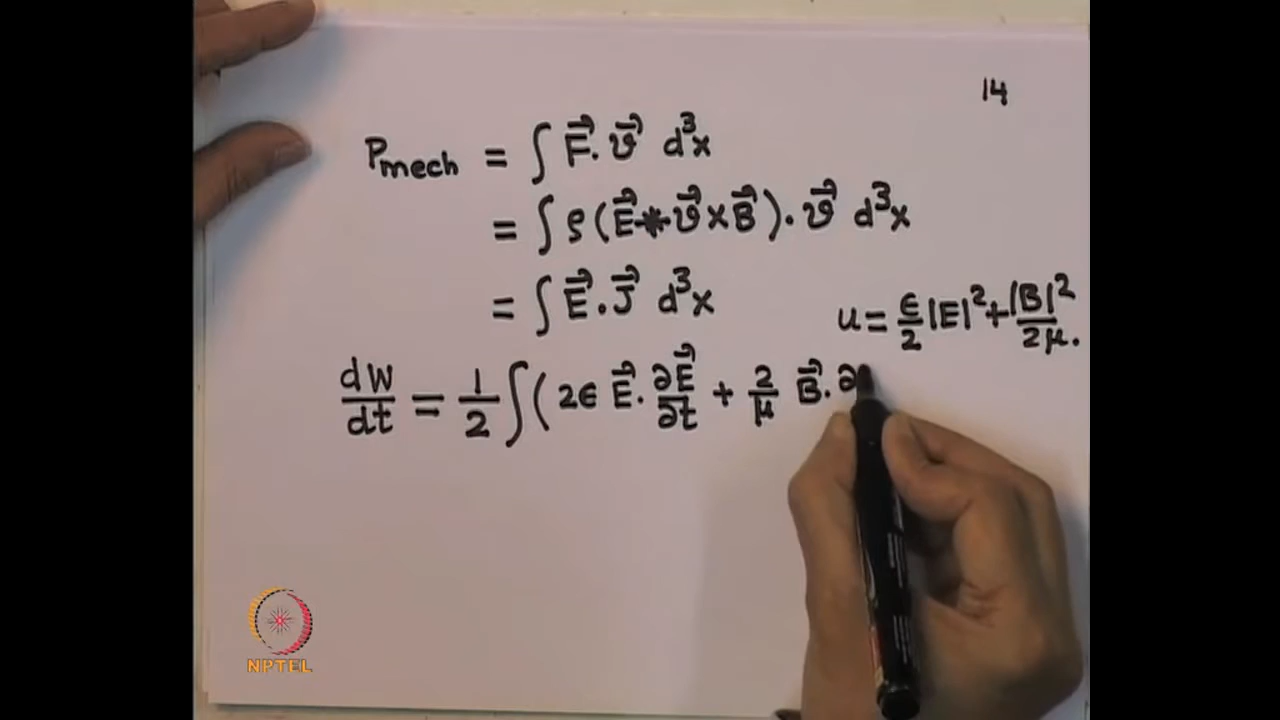 14
P_mech = ∫ F⃗. v⃗ d³x
= ∫ ρ(E⃗ + v⃗ × B⃗). v⃗ d³x
= ∫ E⃗. J⃗ d³x
u = ϵ/2 |E|² + |B|²/2μ.
dW/dt = 1/2 ∫( 2ϵ E⃗. ∂E⃗/∂t + 2/μ B⃗. ∂
NPTEL